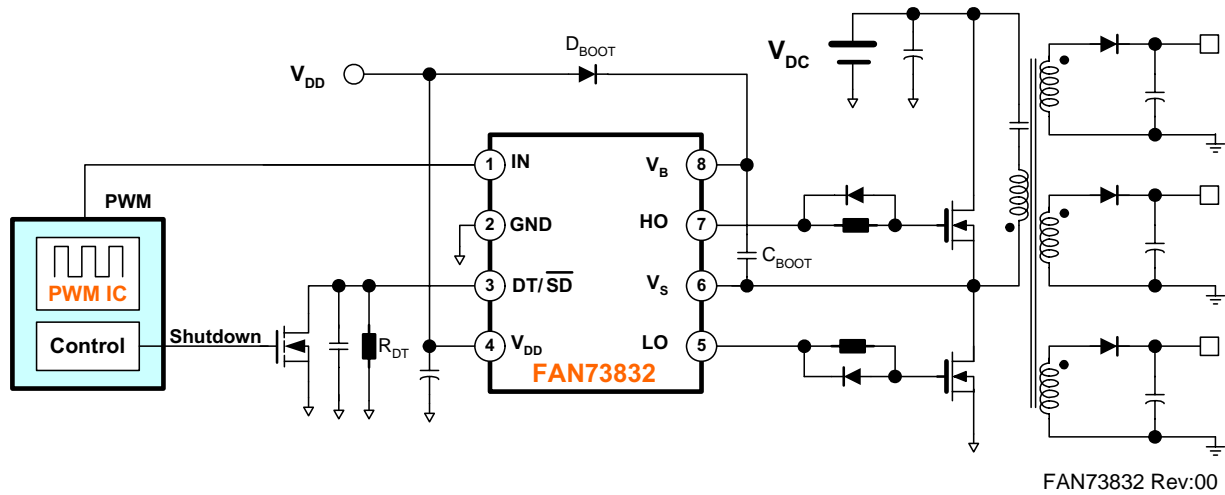 D_BOOT
V_DD
V_DC
1 IN
V_B 8
PWM
2 GND
HO 7
C_BOOT
PWM IC
3 DT/S̅D̅
V_S 6
Control
Shutdown
R_DT
4 V_DD
LO 5
FAN73832
FAN73832 Rev:00